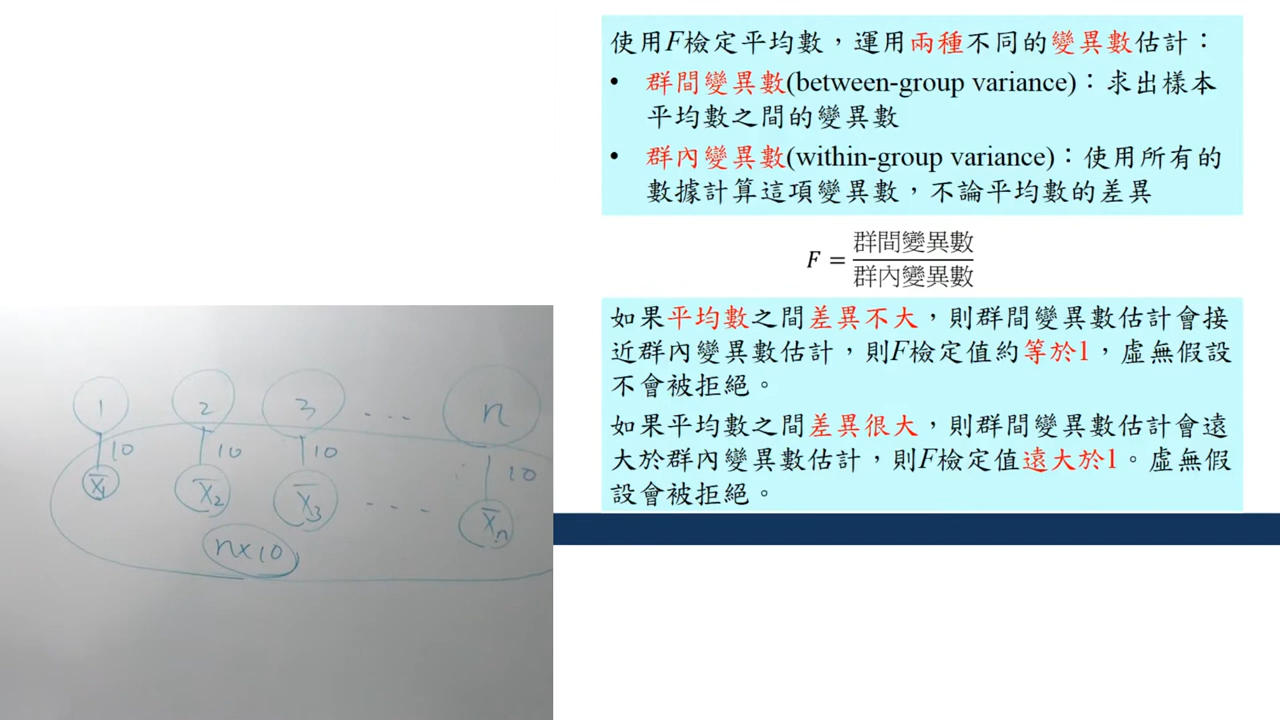 使用F檢定平均數，運用兩種不同的變異數估計：
• 群間變異數(between-group variance)：求出樣本
平均數之間的變異數
• 群內變異數(within-group variance)：使用所有的
數據計算這項變異數，不論平均數的差異
F = 群間變異數/群內變異數
如果平均數之間差異不大，則群間變異數估計會接
近群內變異數估計，則F檢定值約等於1，虛無假設
不會被拒絕。
如果平均數之間差異很大，則群間變異數估計會遠
大於群內變異數估計，則F檢定值遠大於1。虛無假
設會被拒絕。
1 2 3 ... n
10 10 10 10
X̄1 X̄2 X̄3 ... X̄n
n×10